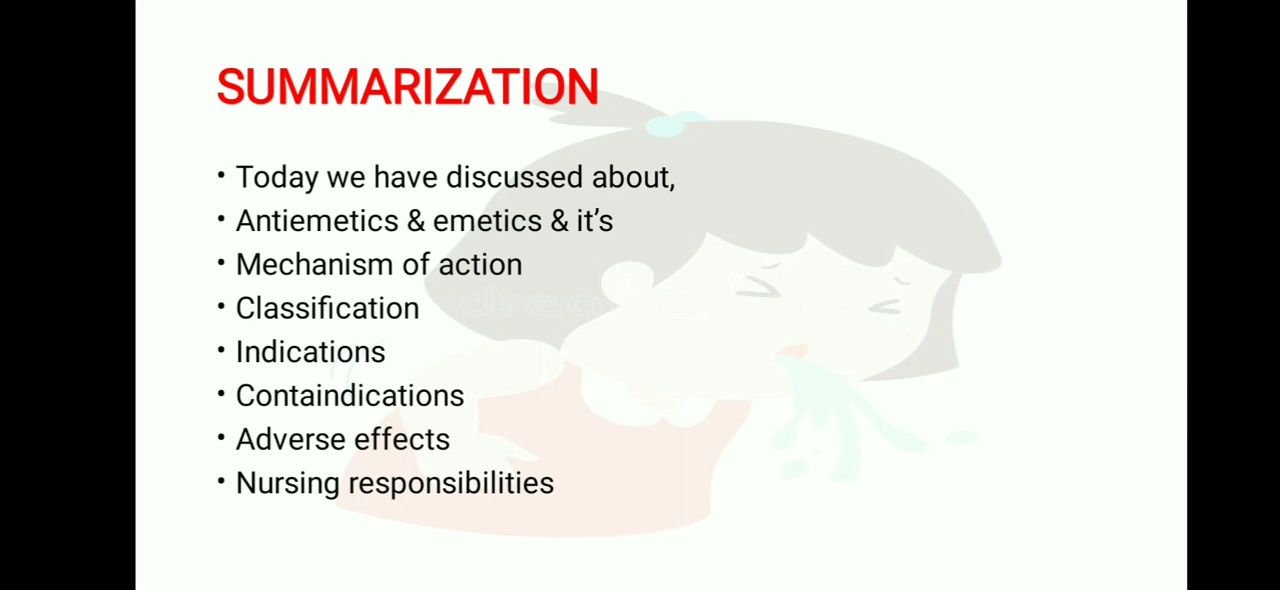 SUMMARIZATION
• Today we have discussed about,
• Antiemetics & emetics & it’s
• Mechanism of action
• Classification
• Indications
• Containdications
• Adverse effects
• Nursing responsibilities